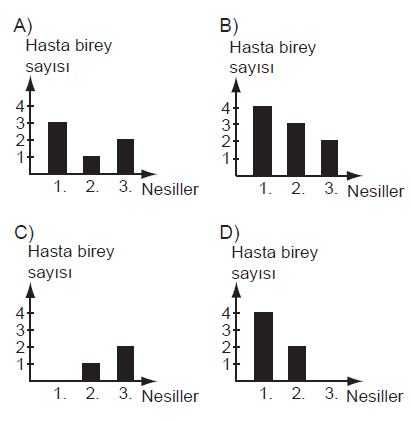 A)
Hasta birey
sayısı
4
3
2
1
1. 2. 3. Nesiller
B)
Hasta birey
sayısı
4
3
2
1
1. 2. 3. Nesiller
C)
Hasta birey
sayısı
4
3
2
1
1. 2. 3. Nesiller
D)
Hasta birey
sayısı
4
3
2
1
1. 2. 3. Nesiller